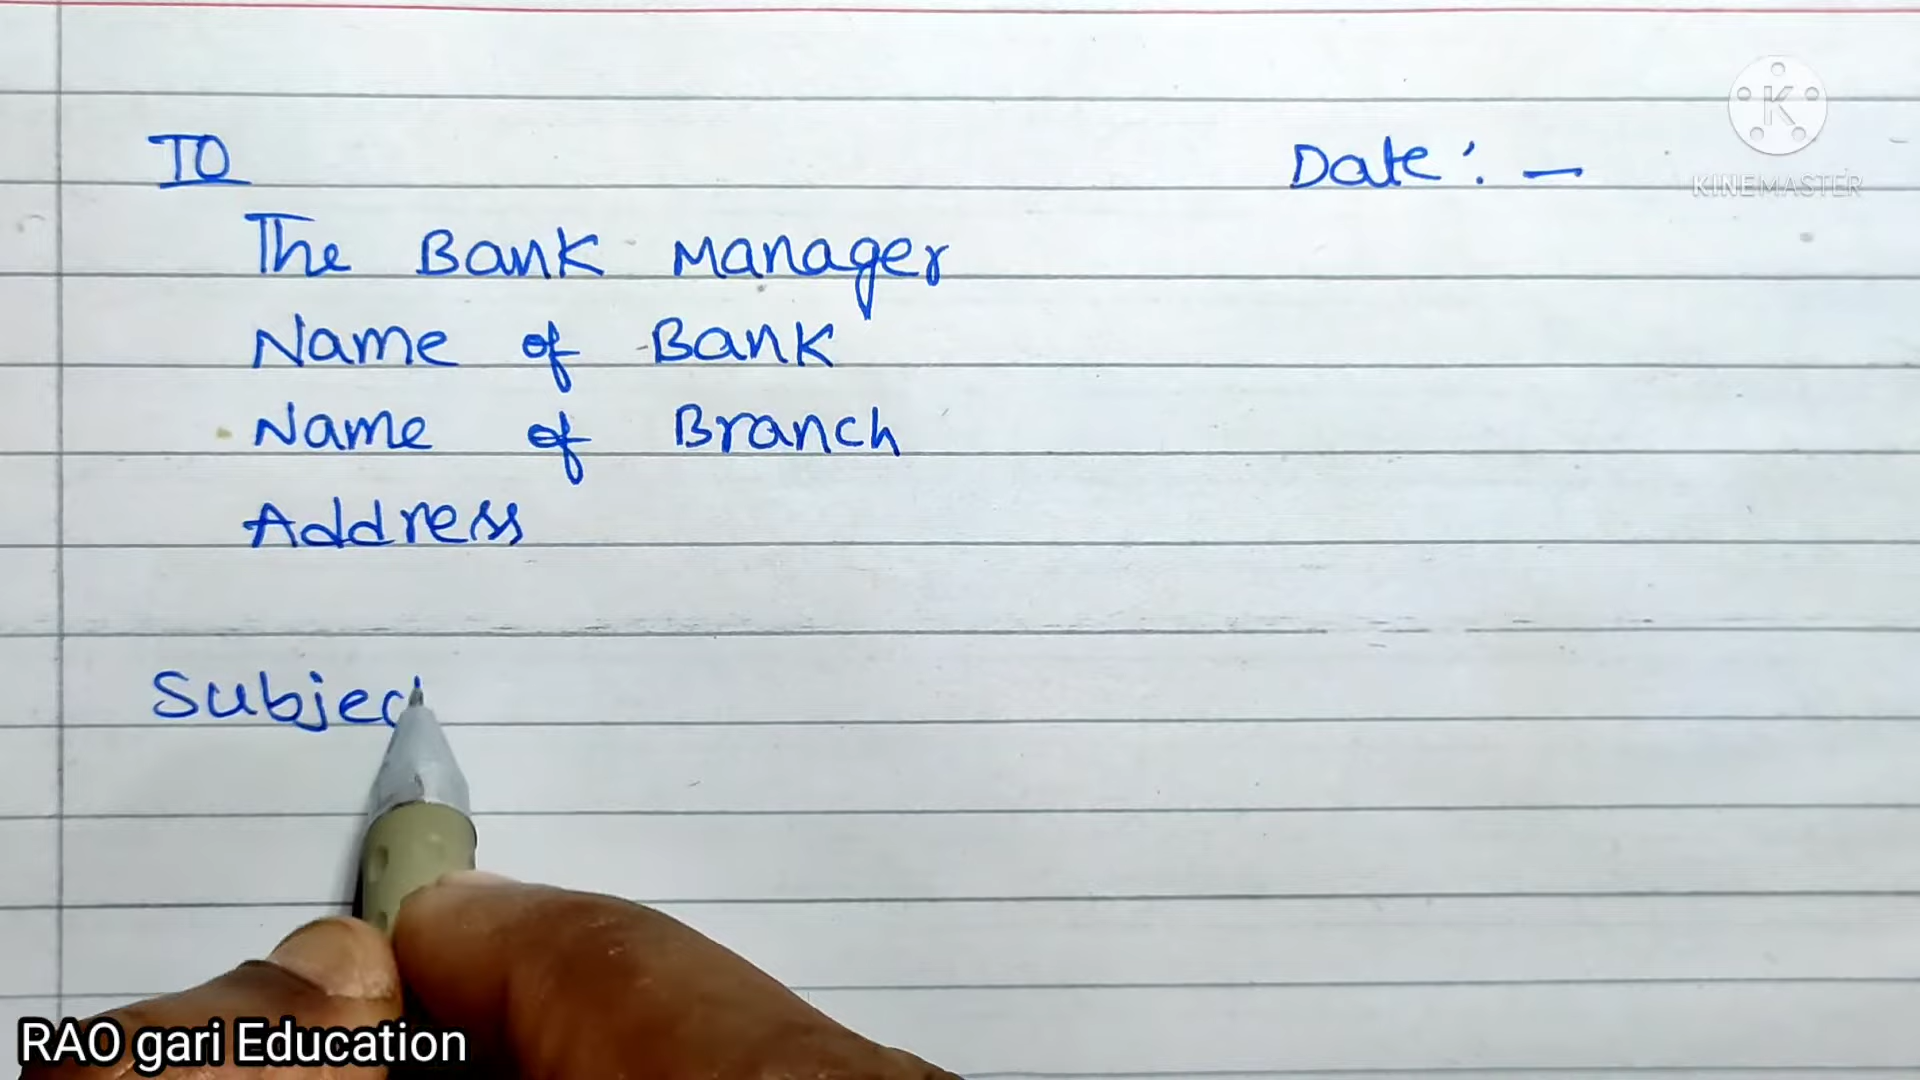 TO
Date : -
The Bank Manager
Name of Bank
Name of Branch
Address
Subjec
K
KINEMASTER
RAO gari Education